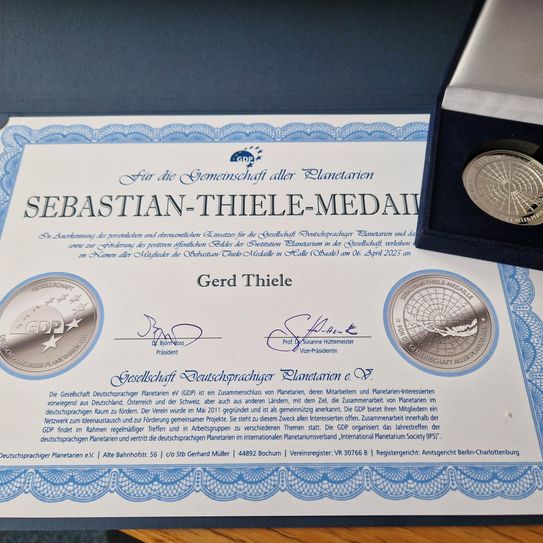 GDP
Für die Gemeinschaft aller Planetarien
SEBASTIAN-THIELE-MEDAIL
In Anerkennung des persönlichen und ehrenamtlichen Einsatzes für die Gesellschaft Deutschsprachiger Planetarien und das
sowie zur Förderung des positiven öffentlichen Bildes der Institution Planetarium in der Gesellschaft, verleihen
im Namen aller Mitglieder die Sebastian-Thiele-Medaille in Halle (Saale) am 06. April 2025 an
Gerd Thiele
GESELLSCHAFT
GDP
DEUTSCHSPRACHIGER PLANETARIEN
SEBASTIAN-THIELE-MEDAILLE
FÜR DIE GEMEINSCHAFT ALLER PLANETARIEN
Dr. Björn Voss
Präsident
Prof. Dr. Susanne Hüttemeister
Vize-Präsidentin
Gesellschaft Deutschsprachiger Planetarien e.V.
Die Gesellschaft Deutschsprachiger Planetarien eV (GDP) ist ein Zusammenschluss von Planetarien, deren Mitarbeitern und Planetarien-Interessierten
vorwiegend aus Deutschland, Österreich und der Schweiz, aber auch aus anderen Ländern, mit dem Ziel, die Zusammenarbeit von Planetarien im
deutschsprachigen Raum zu fördern. Der Verein wurde im Mai 2011 gegründet und ist als gemeinnützig anerkannt. Die GDP bietet ihren Mitgliedern ein
Netzwerk zum Ideenaustausch und zur Förderung gemeinsamer Projekte. Sie steht zu diesem Zweck allen Interessierten offen. Zusammenarbeit innerhalb der
GDP findet im Rahmen regelmäßiger Treffen und in Arbeitsgruppen zu verschiedenen Themen statt. Die GDP organisiert das Jahrestreffen der
deutschsprachigen Planetarien und vertritt die deutschsprachigen Planetarien im internationalen Planetariumsverband „International Planetarium Society (IPS)".
Deutschsprachiger Planetarien e.V. | Alte Bahnhofstr. 56 | c/o Stb Gerhard Müller | 44892 Bochum | Vereinsregister: VR 30766 B | Registergericht: Amtsgericht Berlin-Charlottenburg